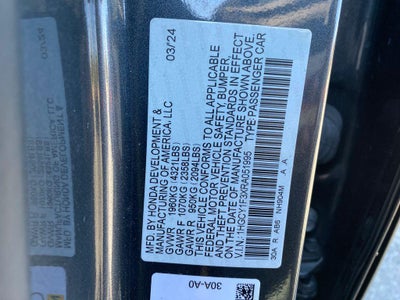 MFD BY HONDA DEVELOPMENT &
MANUFACTURING OF AMERICA, LLC
03/24
GVWR 1960KG (4321LBS)
GAWR F 1070KG (2358LBS)
GAWR R 950KG (2094LBS)
THIS VEHICLE CONFORMS TO ALL APPLICABLE
FEDERAL MOTOR VEHICLE SAFETY, BUMPER,
AND THEFT PREVENTION STANDARDS IN EFFECT
ON THE DATE OF MANUFACTURE SHOWN ABOVE.
V.I.N. 1HGCY1F3XRA051995 TYPE:PASSENGER CAR
30A R AB6 NH904M A A
30A-A0